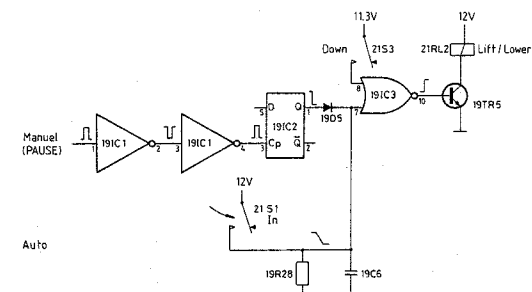 11.3V
12V
Down
21S3
21RL2
Lift/Lower
8
7
19IC3
10
19TR5
5
D
Q
1
19D5
19IC2
3
Cp
Q̅
2
Manuel
(PAUSE)
1
19IC1
2
3
19IC1
4
12V
21S1
In
Auto
19R28
19C6